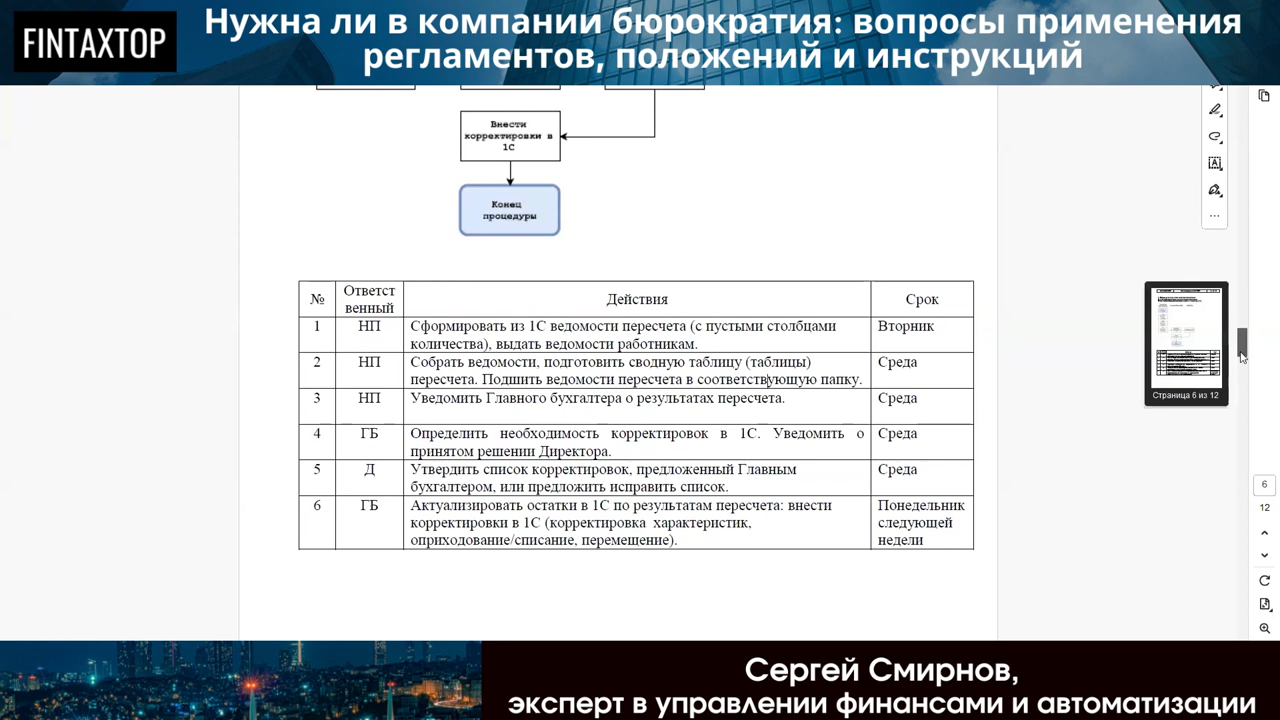 FINTAXTOP
Нужна ли в компании бюрократия: вопросы применения
регламентов, положений и инструкций
Внести
корректировки в
1С
Конец
процедуры
№
Ответст
венный
Действия
Срок
1
НП
Сформировать из 1С ведомости пересчета (с пустыми столбцами
количества), выдать ведомости работникам.
Вторник
2
НП
Собрать ведомости, подготовить сводную таблицу (таблицы)
пересчета. Подшить ведомости пересчета в соответствующую папку.
Среда
3
НП
Уведомить Главного бухгалтера о результатах пересчета.
Среда
4
ГБ
Определить необходимость корректировок в 1С. Уведомить о
принятом решении Директора.
Среда
5
Д
Утвердить список корректировок, предложенный Главным
бухгалтером, или предложить исправить список.
Среда
6
ГБ
Актуализировать остатки в 1С по результатам пересчета: внести
корректировки в 1С (корректировка характеристик,
оприходование/списание, перемещение).
Понедельник
следующей
недели
Страница 6 из 12
6
12
Сергей Смирнов,
эксперт в управлении финансами и автоматизации